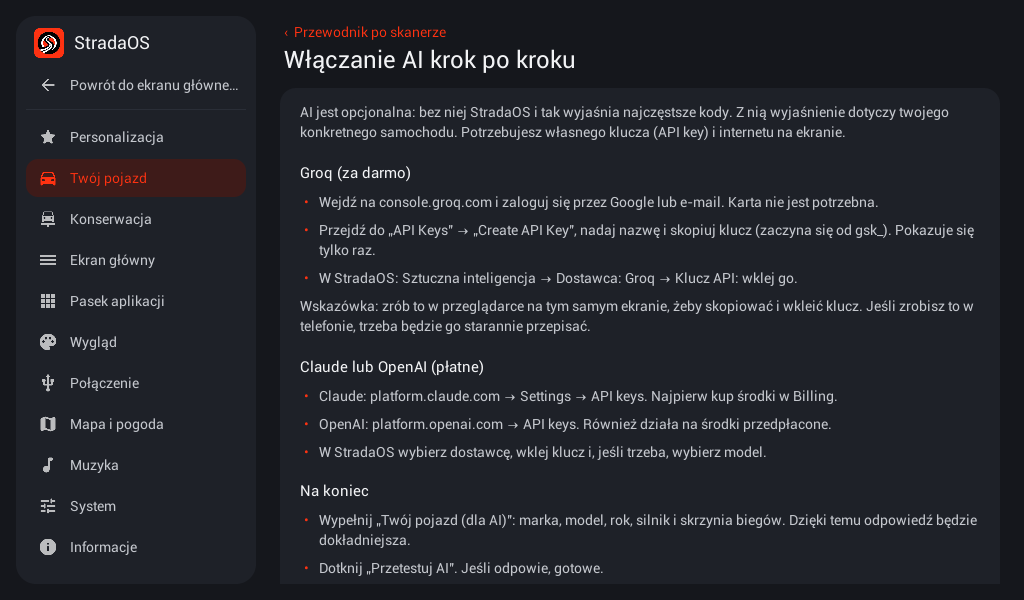 StradaOS
Powrót do ekranu główne...
Personalizacja
Twój pojazd
Konserwacja
Ekran główny
Pasek aplikacji
Wygląd
Połączenie
Mapa i pogoda
Muzyka
System
Informacje
‹ Przewodnik po skanerze
Włączanie AI krok po kroku
AI jest opcjonalna: bez niej StradaOS i tak wyjaśnia najczęstsze kody. Z nią wyjaśnienie dotyczy twojego
konkretnego samochodu. Potrzebujesz własnego klucza (API key) i internetu na ekranie.
Groq (za darmo)
• Wejdź na console.groq.com i zaloguj się przez Google lub e-mail. Karta nie jest potrzebna.
• Przejdź do „API Keys” → „Create API Key”, nadaj nazwę i skopiuj klucz (zaczyna się od gsk_). Pokazuje się
tylko raz.
• W StradaOS: Sztuczna inteligencja → Dostawca: Groq → Klucz API: wklej go.
Wskazówka: zrób to w przeglądarce na tym samym ekranie, żeby skopiować i wkleić klucz. Jeśli zrobisz to w
telefonie, trzeba będzie go starannie przepisać.
Claude lub OpenAI (płatne)
• Claude: platform.claude.com → Settings → API keys. Najpierw kup środki w Billing.
• OpenAI: platform.openai.com → API keys. Również działa na środki przedpłacone.
• W StradaOS wybierz dostawcę, wklej klucz i, jeśli trzeba, wybierz model.
Na koniec
• Wypełnij „Twój pojazd (dla AI)”: marka, model, rok, silnik i skrzynia biegów. Dzięki temu odpowiedź będzie
dokładniejsza.
• Dotknij „Przetestuj AI”. Jeśli odpowie, gotowe.